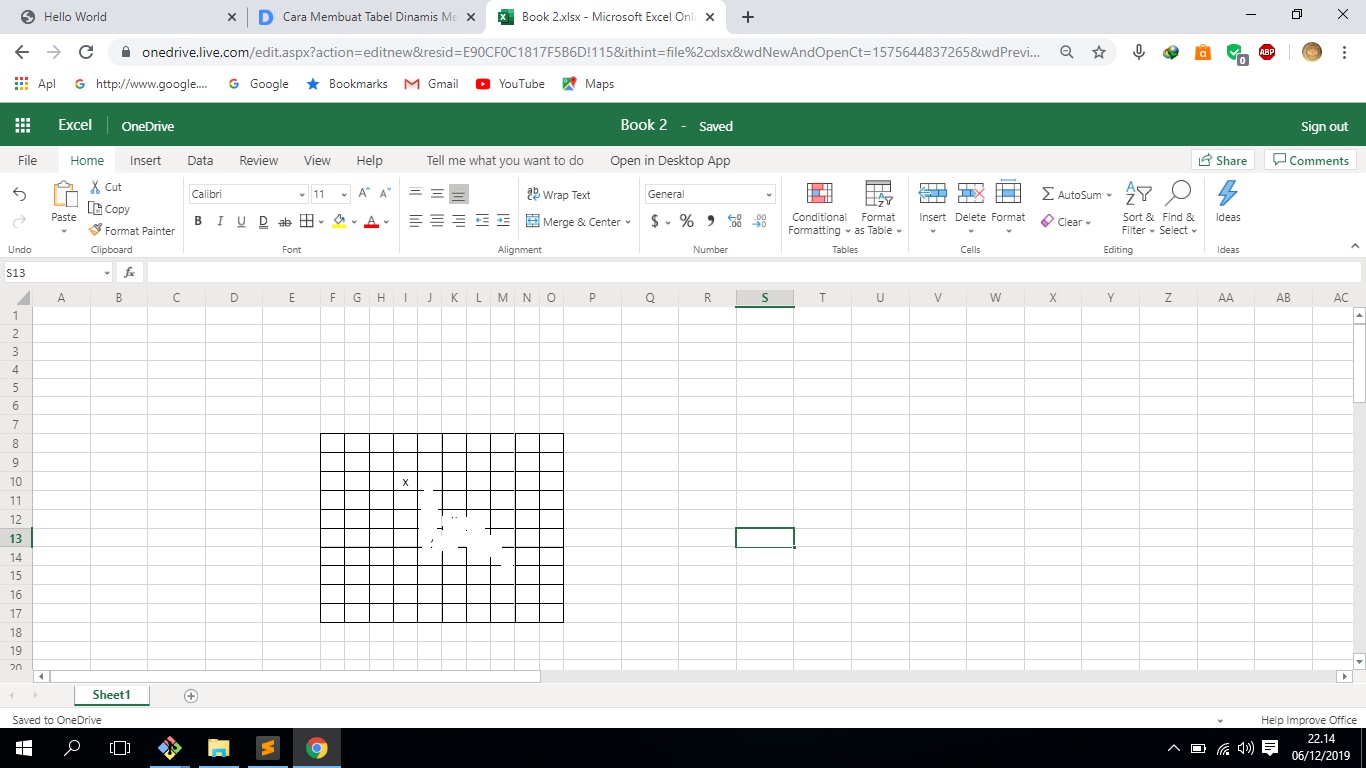 Hello World Cara Membuat Tabel Dinamis Me Book 2.xlsx - Microsoft Excel Onli
onedrive.live.com/edit.aspx?action=editnew&resid=E90CF0C1817F5B6D!115&ithint=file%2cxlsx&wdNewAndOpenCt=1575644837265&wdPrevi...
Apl http://www.google.... Google Bookmarks Gmail YouTube Maps
Excel OneDrive Book 2 - Saved Sign out
File Home Insert Data Review View Help Tell me what you want to do Open in Desktop App Share Comments
Paste Cut Calibri 11 Wrap Text General Conditional Formatting Format as Table Insert Delete Format AutoSum Sort & Filter Find & Select Ideas
Copy B I U D ab Merge & Center $ % Clear
Format Painter
Undo Clipboard Font Alignment Number Tables Cells Editing Ideas
S13 fx
A B C D E F G H I J K L M N O P Q R S T U V W X Y Z AA AB AC
1
2
3
4
5
6
7
8
9
10 x
11
12
13
14
15
16
17
18
19
20
Sheet1
Saved to OneDrive Help Improve Office
22.14
06/12/2019